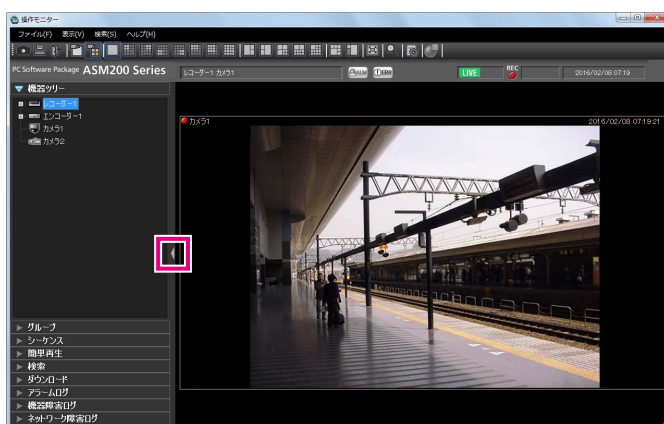 操作モニター
ファイル(F) 表示(V) 検索(S) ヘルプ(H)
PC Software Package ASM200 Series
レコーダー1 カメラ1
ALM
ERR
LIVE
REC
2016/02/08 07:19
機器ツリー
レコーダー1
エンコーダー1
カメラ1
カメラ2
カメラ1
2016/02/08 07:19:21
グループ
シーケンス
簡単再生
検索
ダウンロード
アラームログ
機器障害ログ
ネットワーク障害ログ